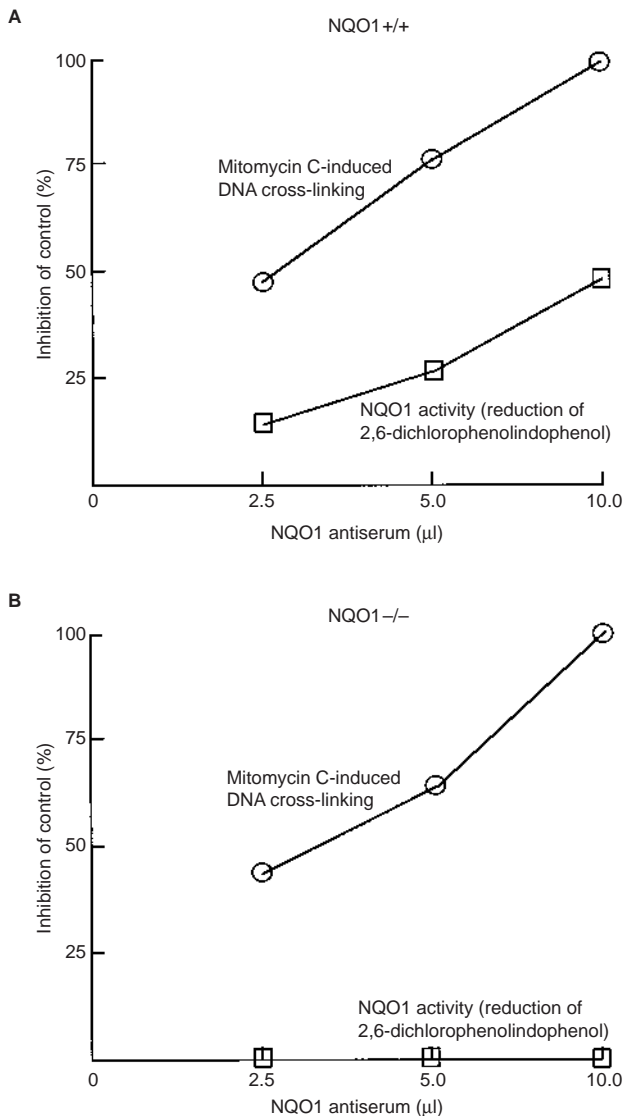 A
NQO1+/+
100
75
50
25
0
Inhibition of control (%)
Mitomycin C-induced
DNA cross-linking
NQO1 activity (reduction of
2,6-dichlorophenolindophenol)
2.5
5.0
10.0
NQO1 antiserum (µl)
B
NQO1–/–
100
75
50
25
0
Inhibition of control (%)
Mitomycin C-induced
DNA cross-linking
NQO1 activity (reduction of
2,6-dichlorophenolindophenol)
2.5
5.0
10.0
NQO1 antiserum (µl)